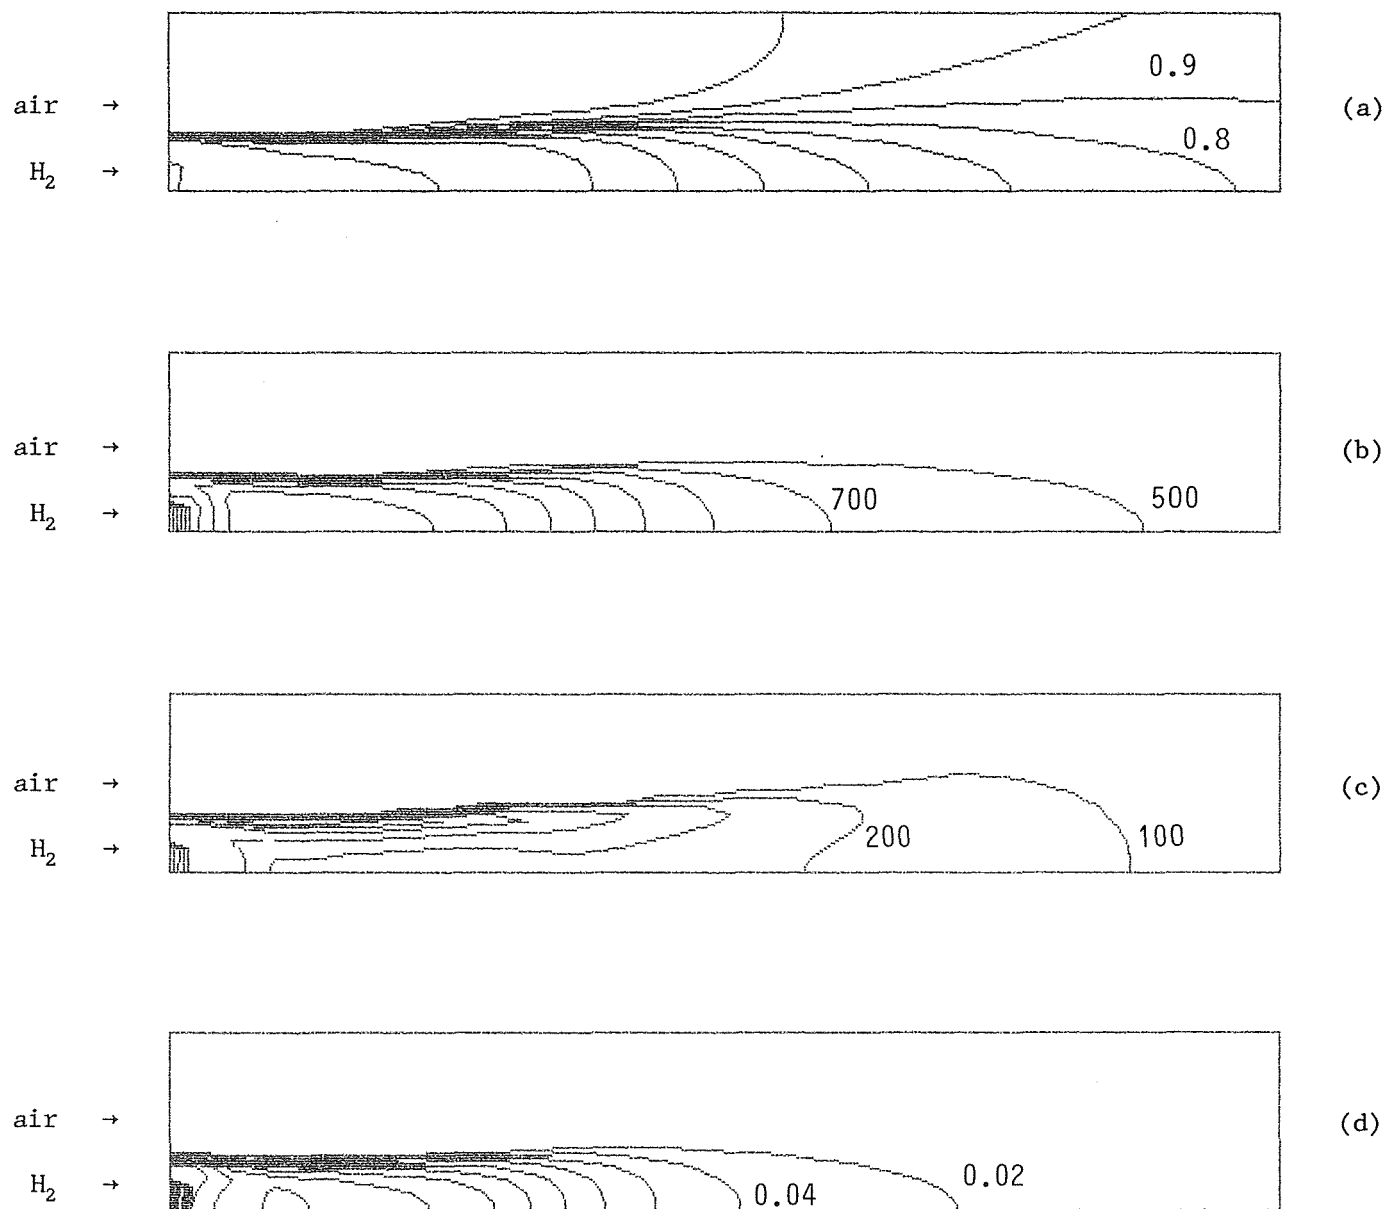 0.9
air → (a)
0.8
H₂ →
air → (b)
700 500
H₂ →
air → (c)
200 100
H₂ →
air → (d)
0.02
H₂ → 0.04